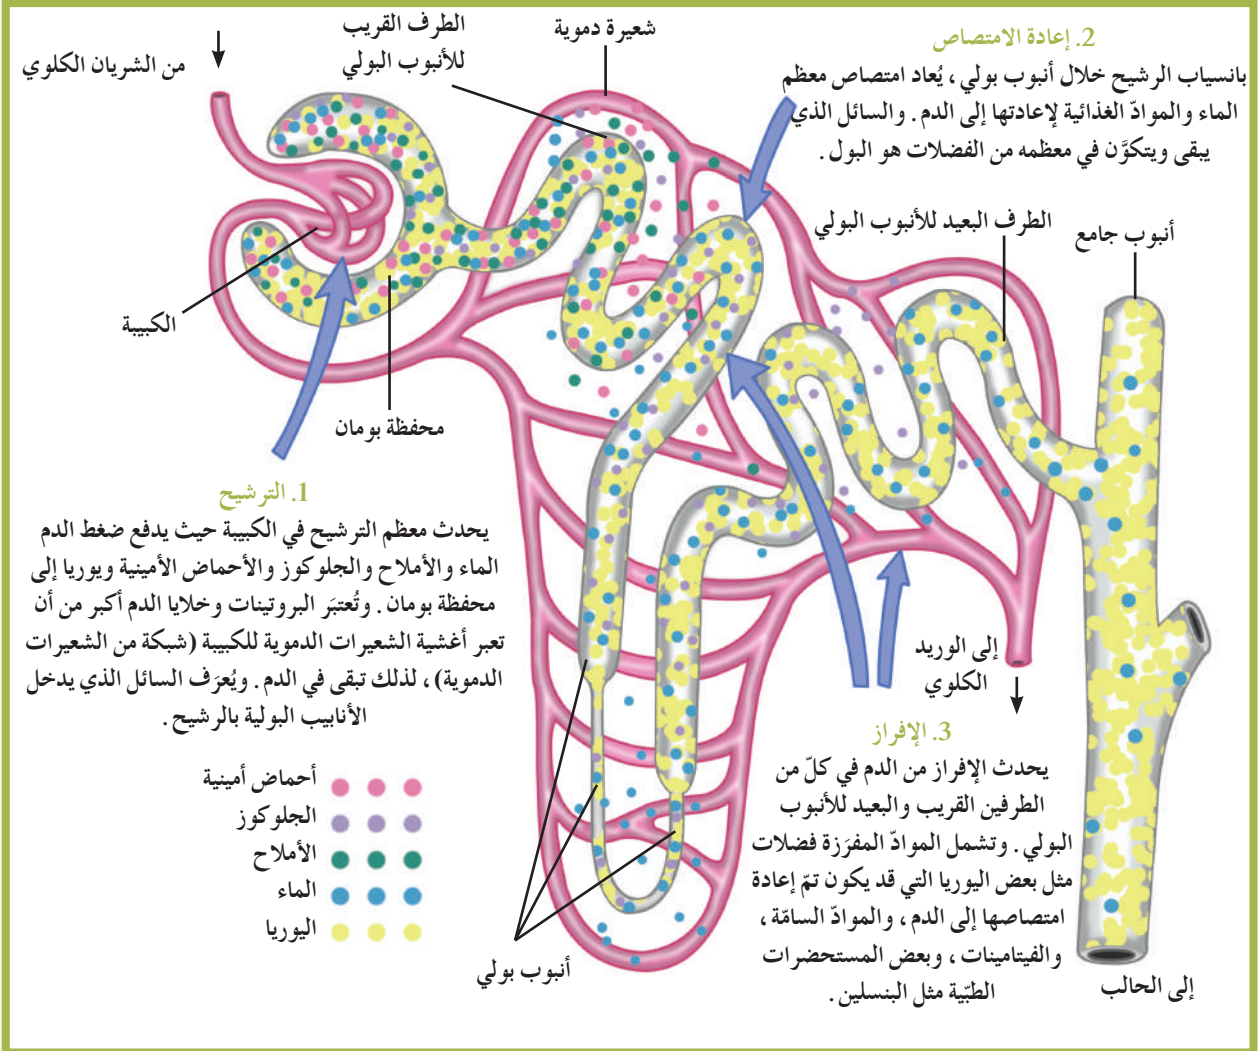 من الشريان الكلوي
الطرف القريب
للأنبوب البولي
شعيرة دموية
2. إعادة الامتصاص
بانسياب الرشيح خلال أنبوب بولي، يُعاد امتصاص معظم
الماء والموادّ الغذائية لإعادتها إلى الدم. والسائل الذي
يبقى ويتكوَّن في معظمه من الفضلات هو البول.
الطرف البعيد للأنبوب البولي
أنبوب جامع
الكبيبة
محفظة بومان
1. الترشيح
يحدث معظم الترشيح في الكبيبة حيث يدفع ضغط الدم
الماء والأملاح والجلوكوز والأحماض الأمينية ويوريا إلى
محفظة بومان. وتُعتبَر البروتينات وخلايا الدم أكبر من أن
تعبر أغشية الشعيرات الدموية للكبيبة (شبكة من الشعيرات
الدموية)، لذلك تبقى في الدم. ويُعرَف السائل الذي يدخل
الأنابيب البولية بالرشيح.
إلى الوريد
الكلوي
3. الإفراز
يحدث الإفراز من الدم في كلّ من
الطرفين القريب والبعيد للأنبوب
البولي. وتشمل الموادّ المفرَزة فضلات
مثل بعض اليوريا التي قد يكون تمّ إعادة
امتصاصها إلى الدم، والموادّ السامّة،
والفيتامينات، وبعض المستحضرات
الطبّية مثل البنسلين.
أحماض أمينية
الجلوكوز
الأملاح
الماء
اليوريا
أنبوب بولي
إلى الحالب